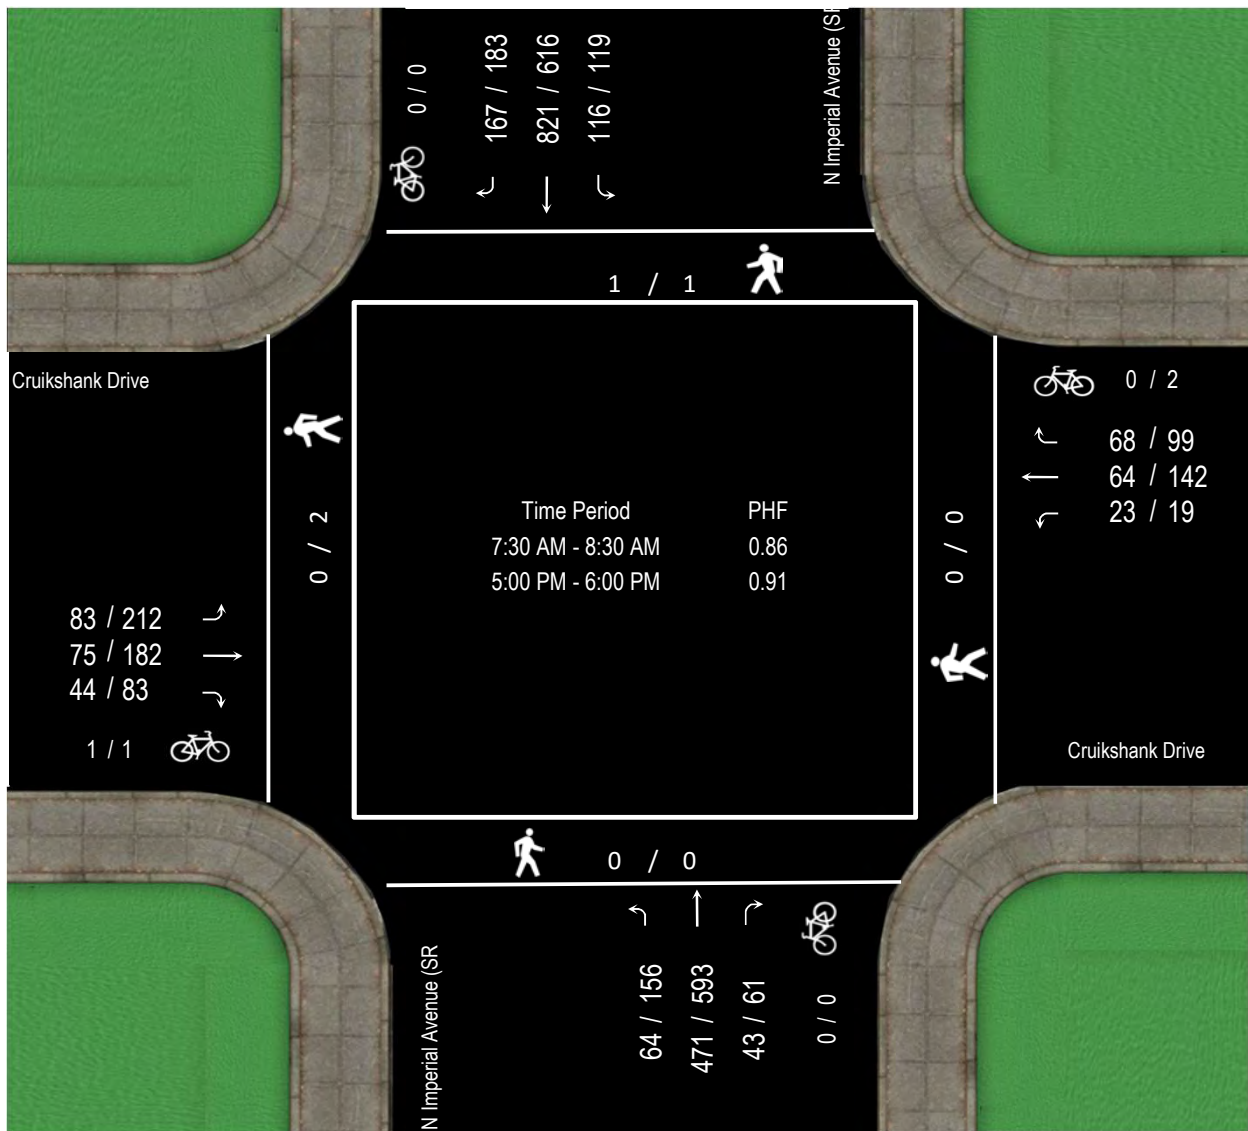 0 / 0
167 / 183
821 / 616
116 / 119
N Imperial Avenue (SR
1 / 1
Cruikshank Drive
0 / 2
68 / 99
64 / 142
23 / 19
0 / 2
Time Period PHF
7:30 AM - 8:30 AM 0.86
5:00 PM - 6:00 PM 0.91
0 / 0
83 / 212
75 / 182
44 / 83
1 / 1
Cruikshank Drive
0 / 0
N Imperial Avenue (SR
64 / 156
471 / 593
43 / 61
0 / 0